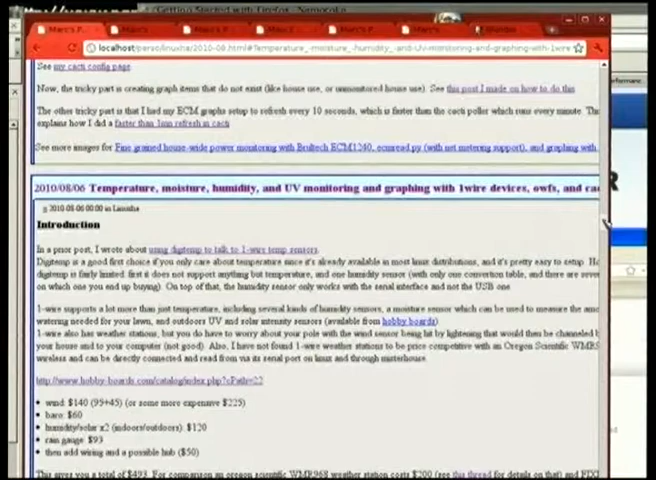 Getting Started with Firefox
localhost/perso/linuxha/2010-08.html#Temperature_-moisture_-humidity_-and-UV-monitoring-and-graphing-with-1wire
See my cacti config page
Now, the tricky part is creating graph items that do not exist (like house use, or unmonitored house use). See this post I made on how to do this
The other tricky part is that I had my ECM graphs setup to refresh every 10 seconds, which is faster than the cacti poller which runs every minute.
explains how I did a faster than 1mn refresh in cacti
See more images for Fine grained house-wide power monitoring with Brultech ECM1240, ecmread.py (with net metering support), and graphing with
2010/08/06 Temperature, moisture, humidity, and UV monitoring and graphing with 1wire devices, owfs, and
2010-08-06 00:00 in Linuxha
Introduction
In a prior post, I wrote about using digitemp to talk to 1-wire temp sensors.
Digitemp is a good first choice if you only care about temperature since it's already available in most linux distributions, and it's pretty easy to setup.
digitemp is fairly limited: first it does not support anything but temperature, and one humidity sensor (with only one convertion table, and there are
on which one you end up buying). On top of that, the humidity sensor only works with the serial interface and not the USB one
1-wire supports a lot more than just temperature, including several kinds of humidity sensors, a moisture sensor which can be used to measure the
watering needed for your lawn, and outdoors UV and solar intensity sensors (available from hobby boards)
1-wire also has weather stations, but you do have to worry about your pole with the wind sensor being hit by lightening that would then be channeled
your house and to your computer (not good). Also, I have not found 1-wire weather stations to be price competitive with an Oregon Scientific
wireless and can be directly connected and read from via its serial port on linux and through misterhouse.
http://www.hobby-boards.com/catalog/index.php?cPath=22
• wind: $140 (95+45) (or some more expensive $225)
• baro: $60
• humidity/solar x2 (indoors/outdoors): $120
• rain gauge: $93
• then add wiring and a possible hub ($50)
This gives you a total of $493. For comparison an oregon scientific WMR968 weather station costs $200 (see this thread for details on that) and